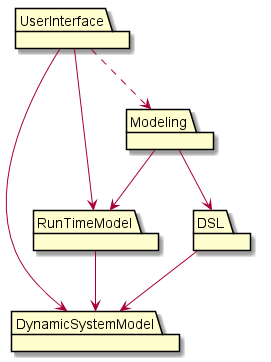 UserInterface
Modeling
RunTimeModel
DSL
DynamicSystemModel